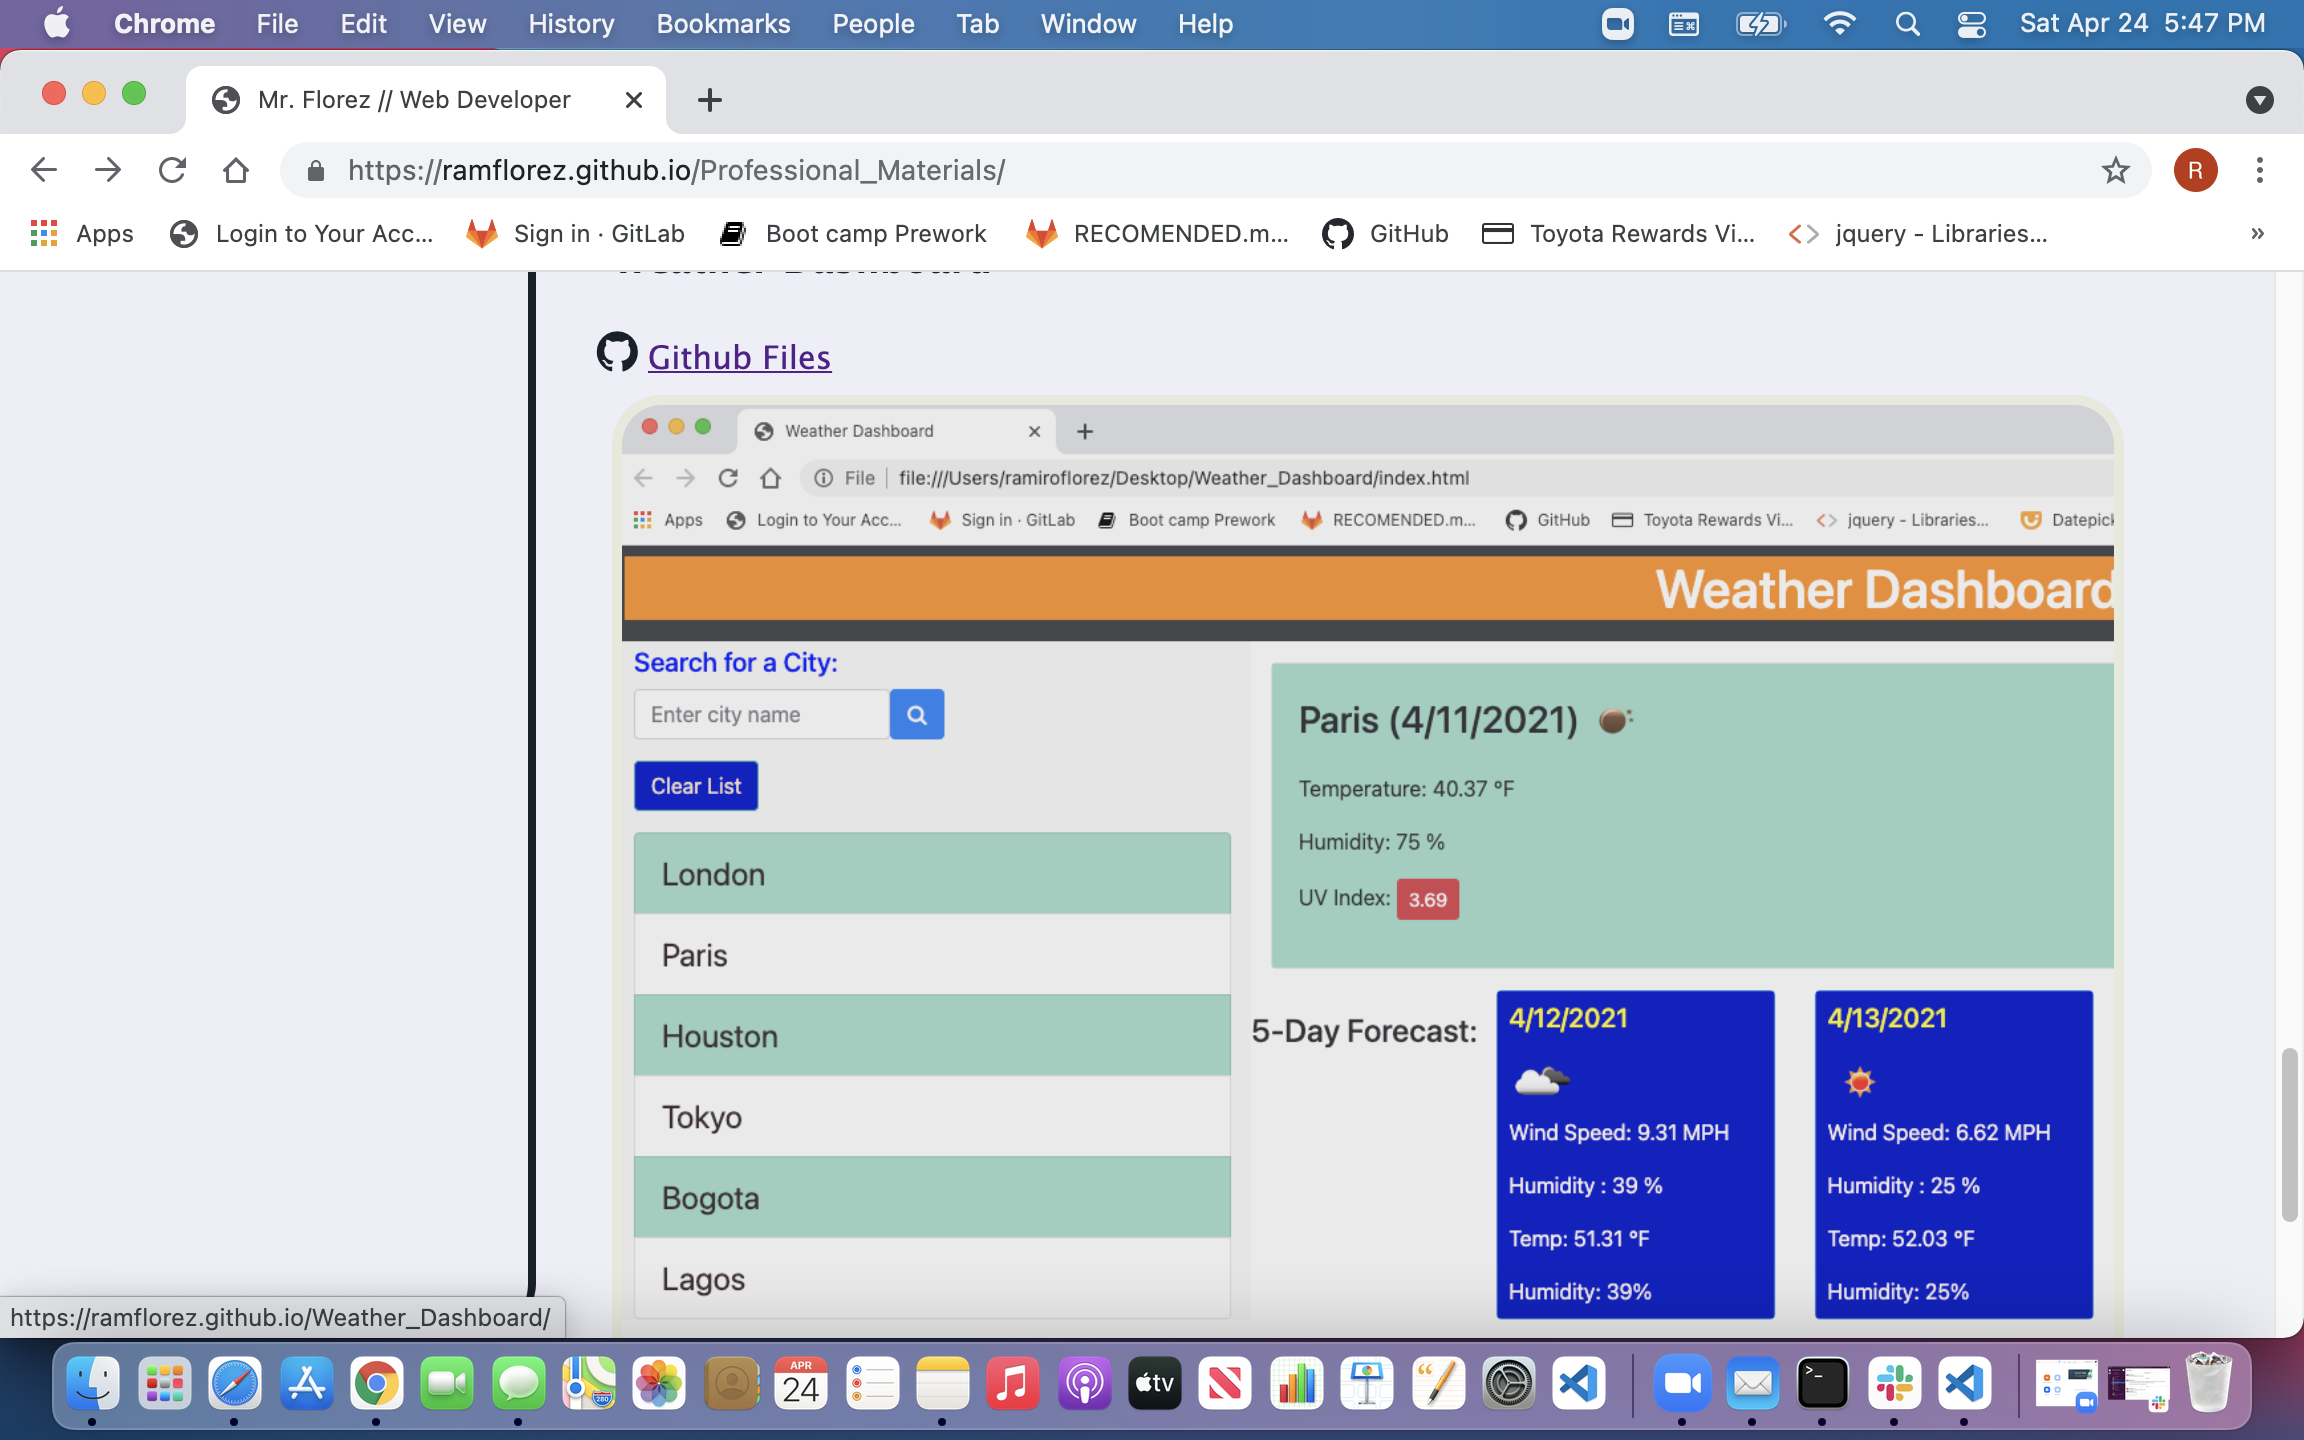 Chrome File Edit View History Bookmarks People Tab Window Help Sat Apr 24 5:47 PM
Mr. Florez // Web Developer
https://ramflorez.github.io/Professional_Materials/
R
Apps Login to Your Acc... Sign in · GitLab Boot camp Prework RECOMENDED.m... GitHub Toyota Rewards Vi... jquery - Libraries... »
Weather Dashboard
Github Files
Weather Dashboard
File file:///Users/ramiroflorez/Desktop/Weather_Dashboard/index.html
Apps Login to Your Acc... Sign in · GitLab Boot camp Prework RECOMENDED.m... GitHub Toyota Rewards Vi... jquery - Libraries... Datepick
Weather Dashboard
Search for a City:
Enter city name
Clear List
London
Paris
Houston
Tokyo
Bogota
Lagos
Paris (4/11/2021)
Temperature: 40.37 °F
Humidity: 75 %
UV Index: 3.69
5-Day Forecast:
4/12/2021
Wind Speed: 9.31 MPH
Humidity : 39 %
Temp: 51.31 °F
Humidity: 39%
4/13/2021
Wind Speed: 6.62 MPH
Humidity : 25 %
Temp: 52.03 °F
Humidity: 25%
https://ramflorez.github.io/Weather_Dashboard/
280
APR
24
tv
>_